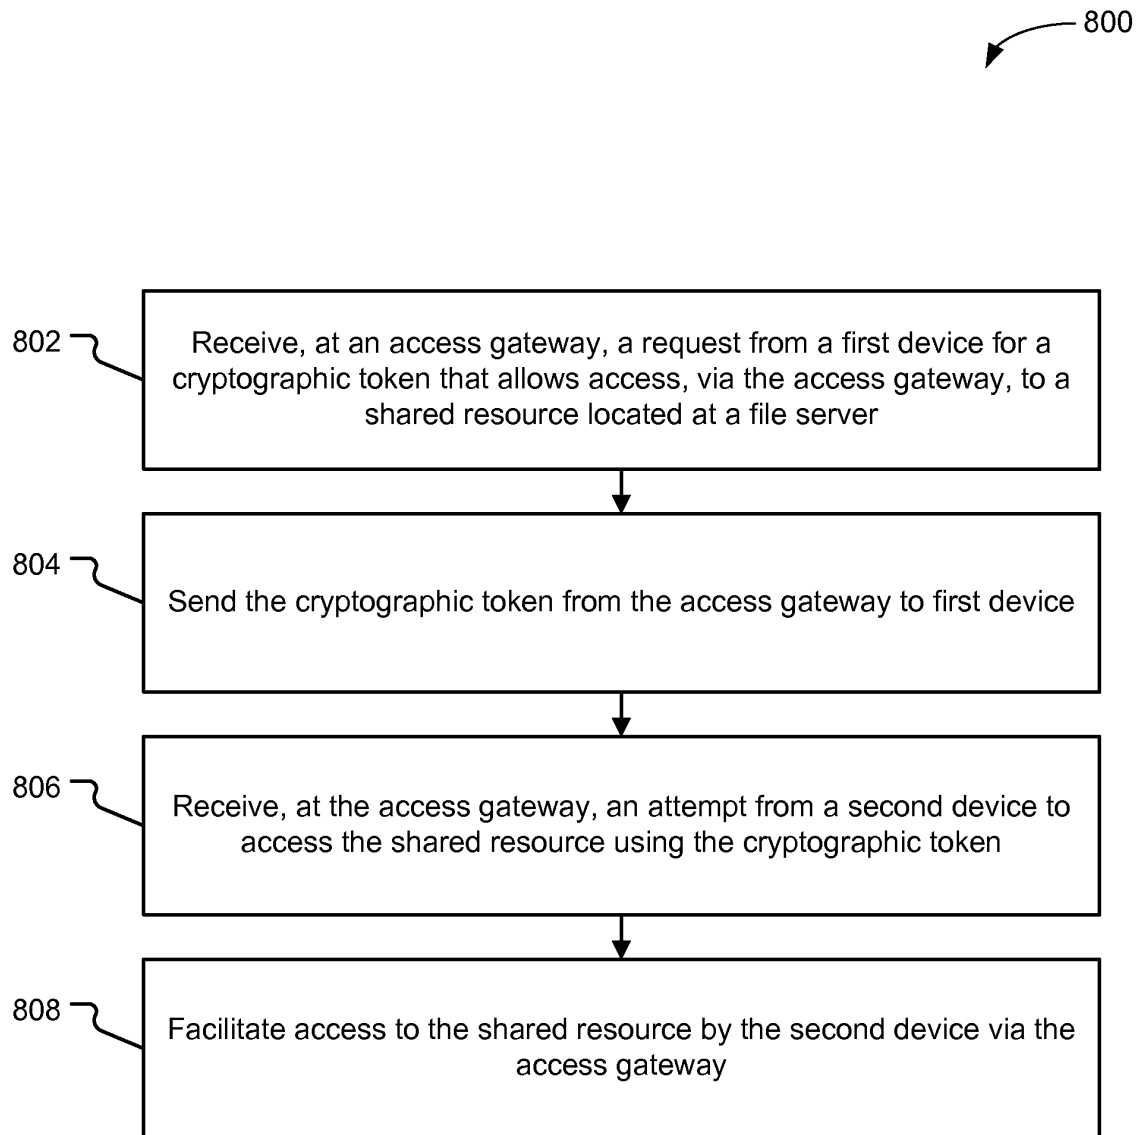 800
802
Receive, at an access gateway, a request from a first device for a
cryptographic token that allows access, via the access gateway, to a
shared resource located at a file server
804
Send the cryptographic token from the access gateway to first device
806
Receive, at the access gateway, an attempt from a second device to
access the shared resource using the cryptographic token
808
Facilitate access to the shared resource by the second device via the
access gateway